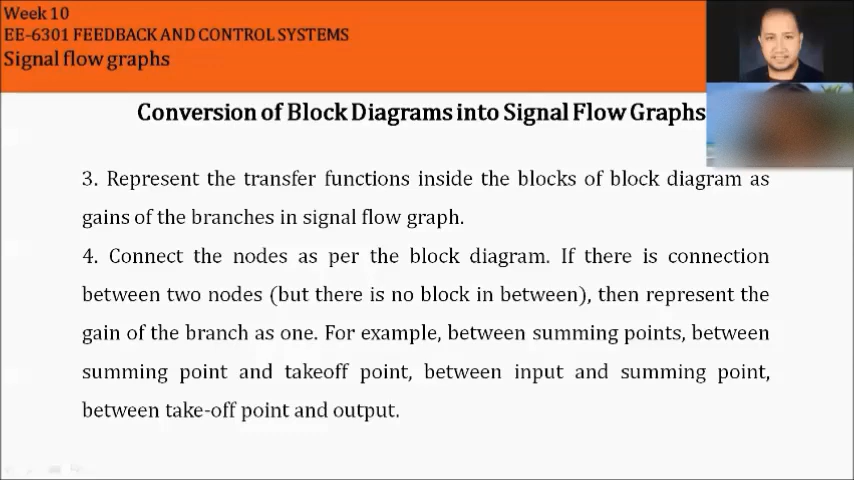 Week 10
EE-6301 FEEDBACK AND CONTROL SYSTEMS
Signal flow graphs
Conversion of Block Diagrams into Signal Flow Graphs
3. Represent the transfer functions inside the blocks of block diagram as
gains of the branches in signal flow graph.
4. Connect the nodes as per the block diagram. If there is connection
between two nodes (but there is no block in between), then represent the
gain of the branch as one. For example, between summing points, between
summing point and takeoff point, between input and summing point,
between take-off point and output.